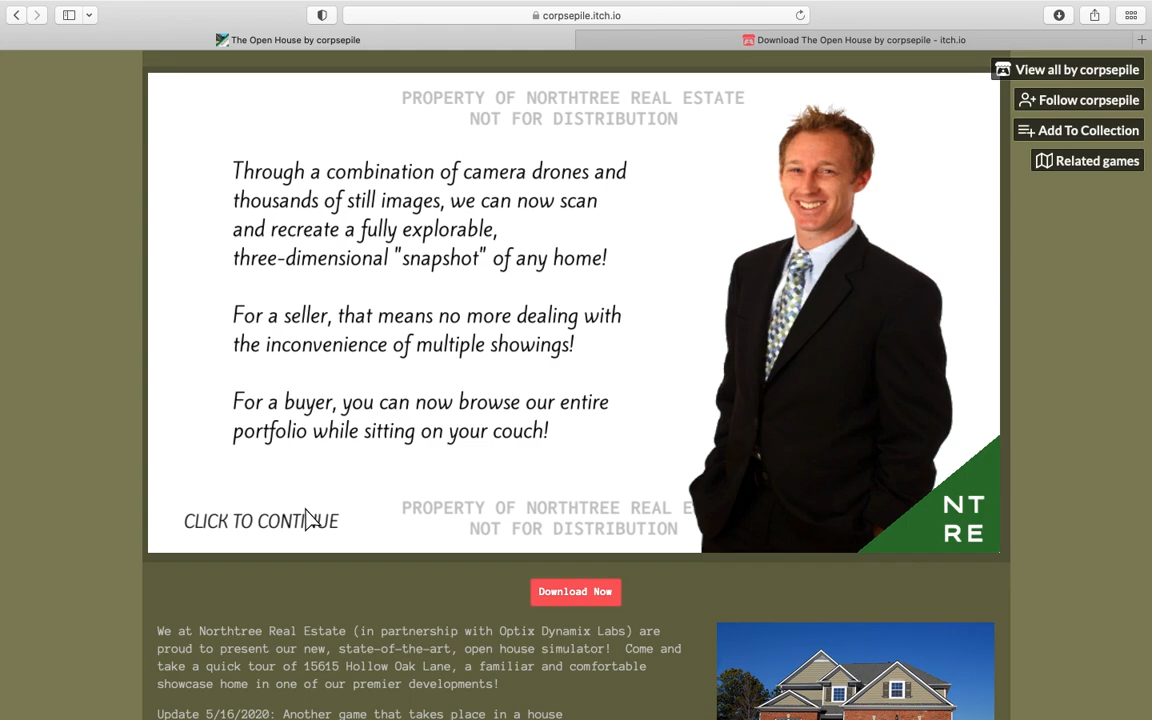 corpsepile.itch.io
The Open House by corpsepile
Download The Open House by corpsepile - itch.io
View all by corpsepile
Follow corpsepile
Add To Collection
Related games
PROPERTY OF NORTHTREE REAL ESTATE
NOT FOR DISTRIBUTION
Through a combination of camera drones and
thousands of still images, we can now scan
and recreate a fully explorable,
three-dimensional "snapshot" of any home!
For a seller, that means no more dealing with
the inconvenience of multiple showings!
For a buyer, you can now browse our entire
portfolio while sitting on your couch!
CLICK TO CONTINUE
PROPERTY OF NORTHTREE REAL E
NOT FOR DISTRIBUTION
NT
RE
Download Now
We at Northtree Real Estate (in partnership with Optix Dynamix Labs) are
proud to present our new, state-of-the-art, open house simulator! Come and
take a quick tour of 15615 Hollow Oak Lane, a familiar and comfortable
showcase home in one of our premier developments!
Update 5/16/2020: Another game that takes place in a house